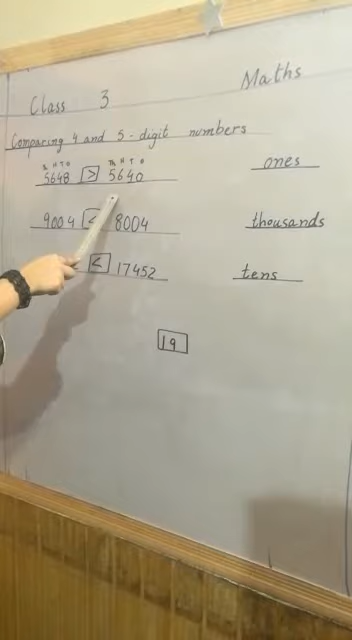 Maths
Class 3
Comparing 4 and 5-digit numbers
Th H T O Th H T O
5648 > 5640 ones
9004 < 8004 thousands
< 17452 tens
19